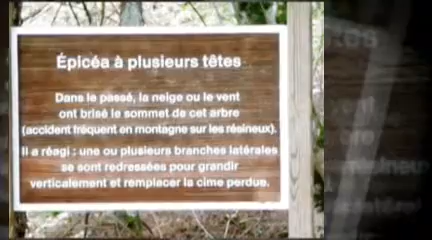 Épicéa à plusieurs têtes
Dans le passé, la neige ou le vent
ont brisé le sommet de cet arbre
(accident fréquent en montagne sur les résineux).
Il a réagi : une ou plusieurs branches latérales
se sont redressées pour grandir
verticalement et remplacer la cime perdue.